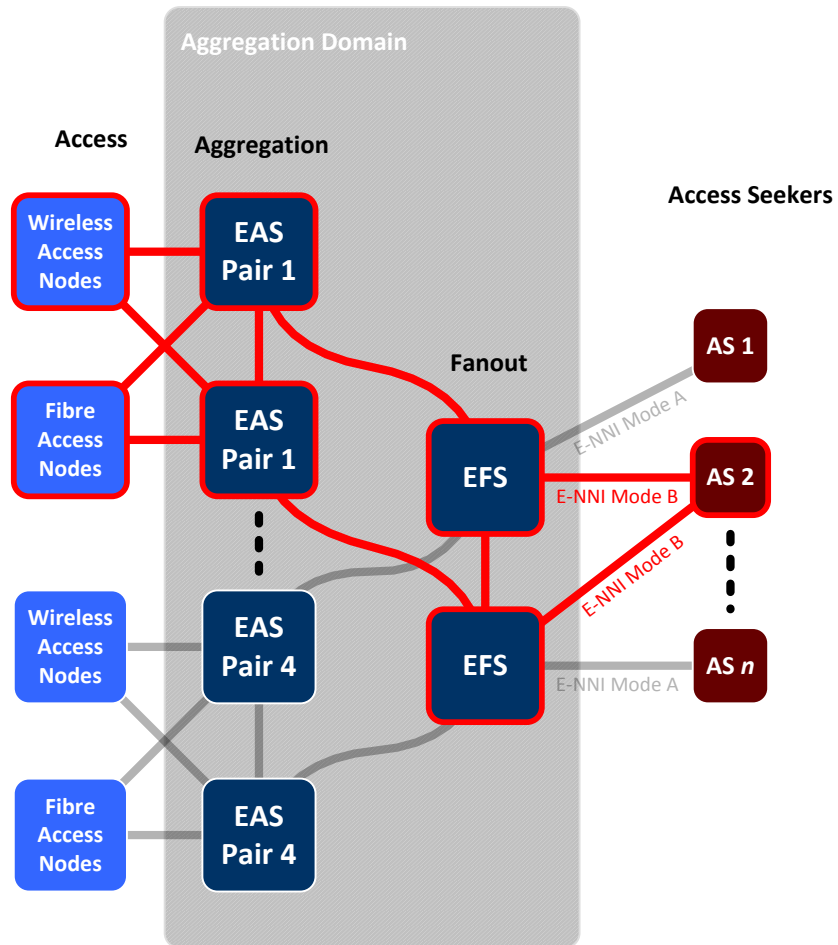 Aggregation Domain
Access
Aggregation
Access Seekers
Wireless
Access
Nodes
EAS
Pair 1
AS 1
Fanout
E-NNI Mode A
Fibre
Access
Nodes
EAS
Pair 1
EFS
E-NNI Mode B
AS 2
E-NNI Mode B
Wireless
Access
Nodes
EAS
Pair 4
EFS
E-NNI Mode A
AS n
Fibre
Access
Nodes
EAS
Pair 4